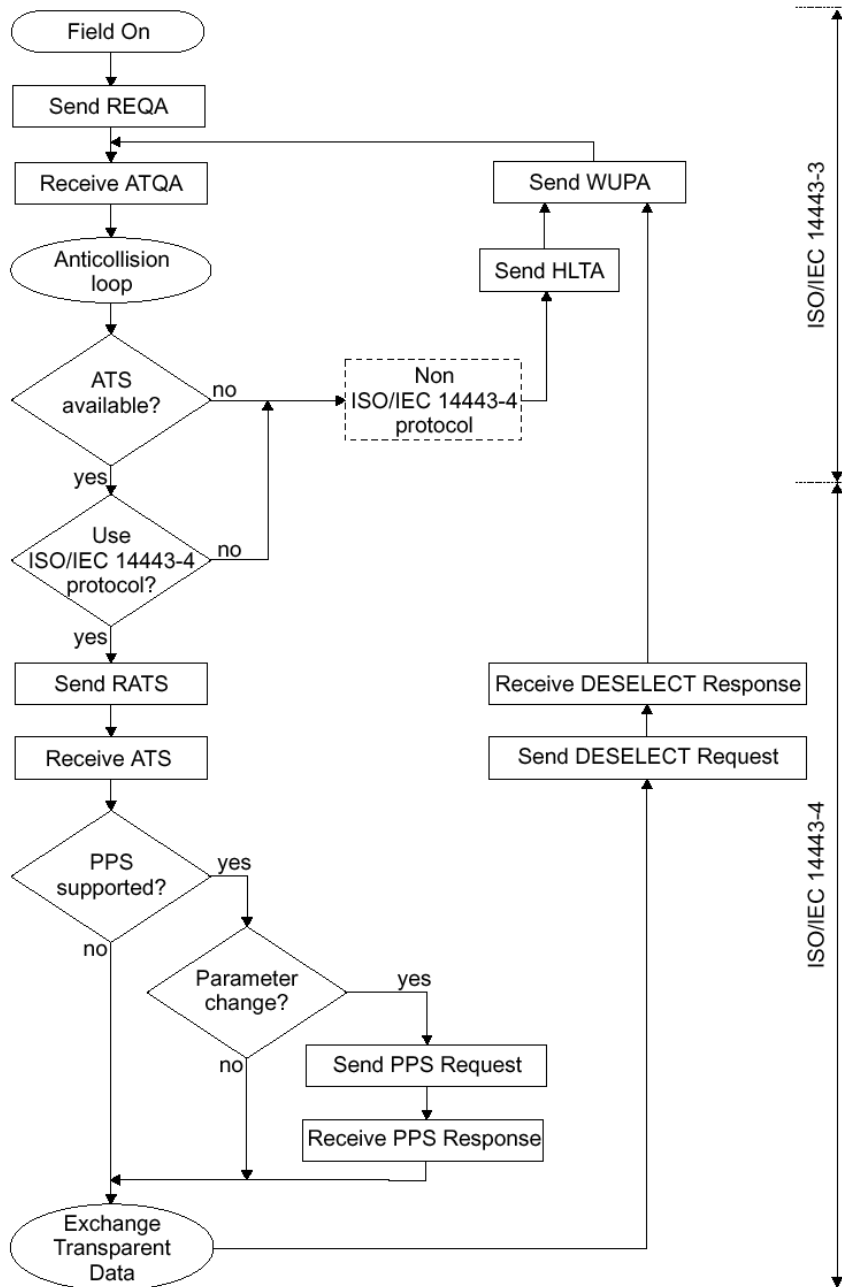 Field On
Send REQA
Receive ATQA
Send WUPA
Anticollision
loop
Send HLTA
ISO/IEC 14443-3
ATS
available?
no
Non
ISO/IEC 14443-4
protocol
yes
Use
ISO/IEC 14443-4
protocol?
no
yes
Send RATS
Receive DESELECT Response
Receive ATS
Send DESELECT Request
ISO/IEC 14443-4
PPS
supported?
yes
no
Parameter
change?
yes
no
Send PPS Request
Receive PPS Response
Exchange
Transparent
Data